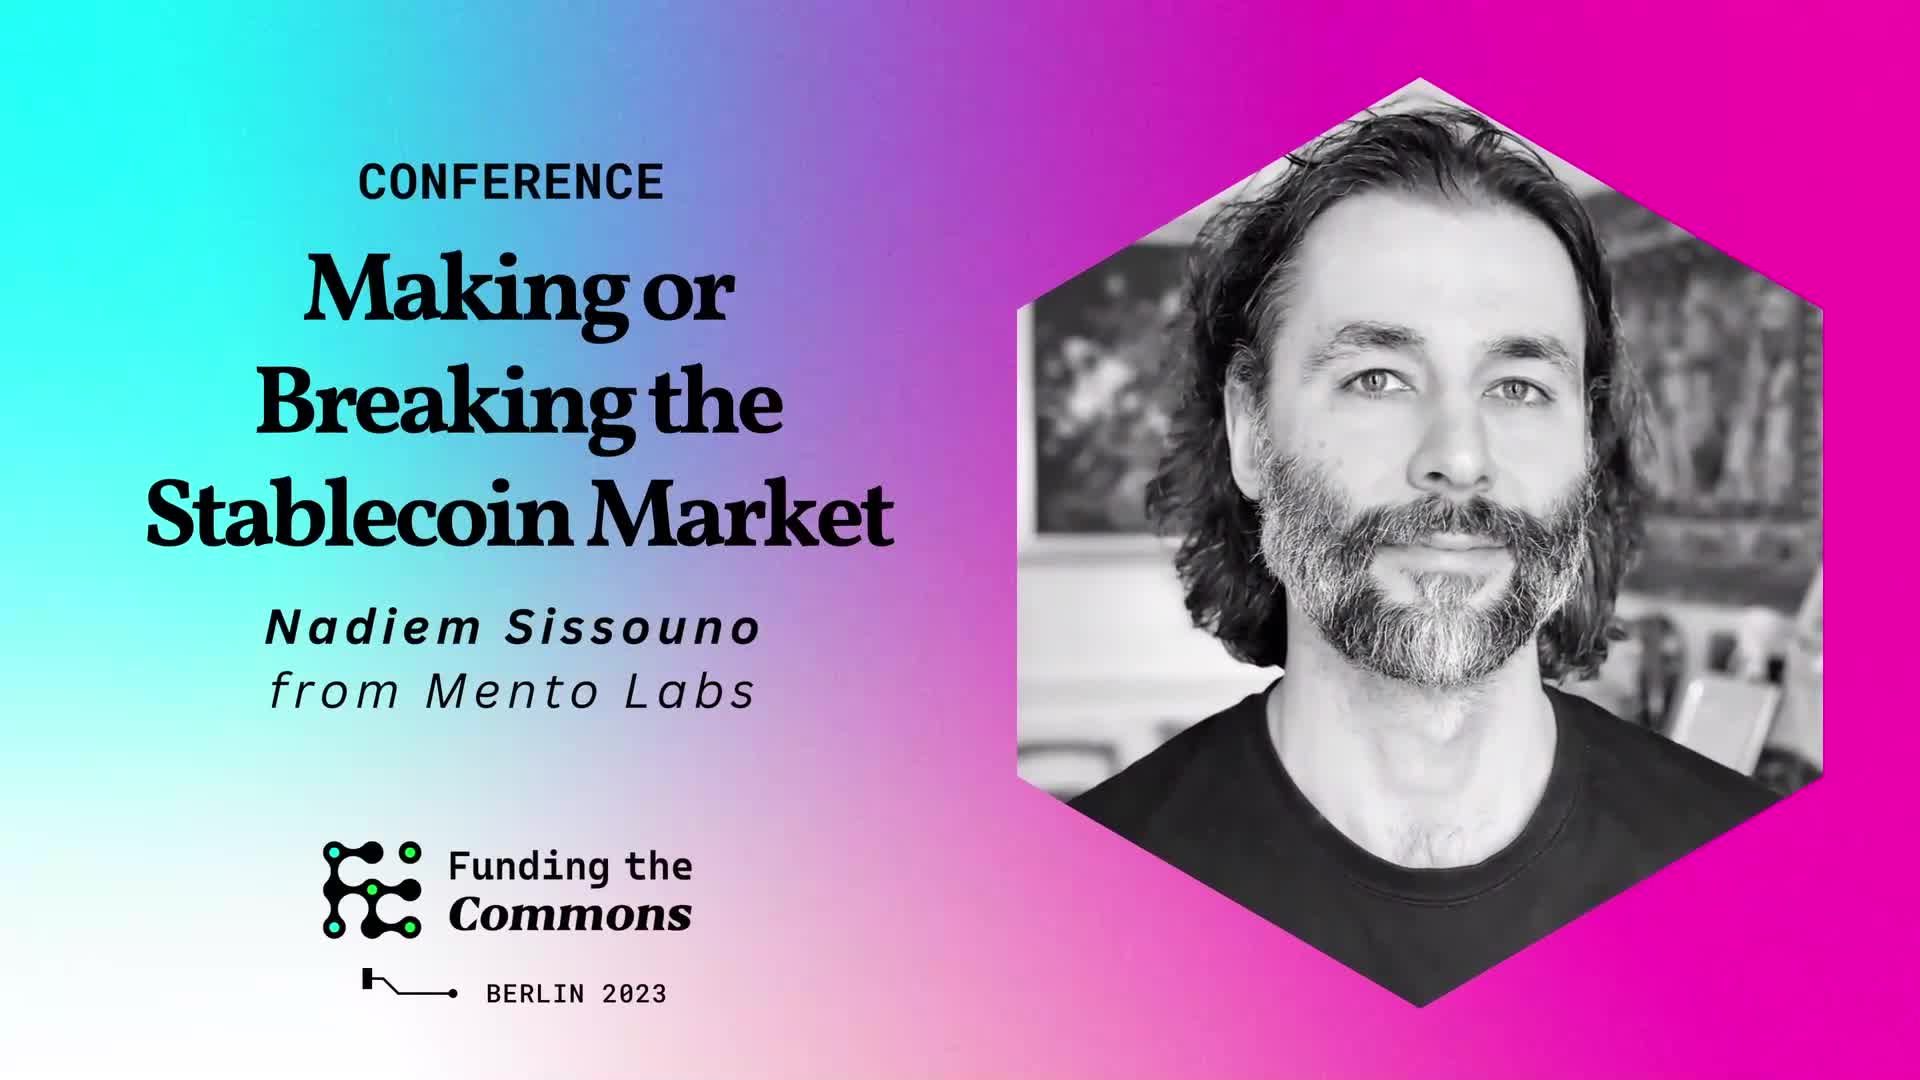 CONFERENCE
Making or
Breaking the
Stablecoin Market
Nadiem Sissouno
from Mento Labs
Funding the
Commons
BERLIN 2023